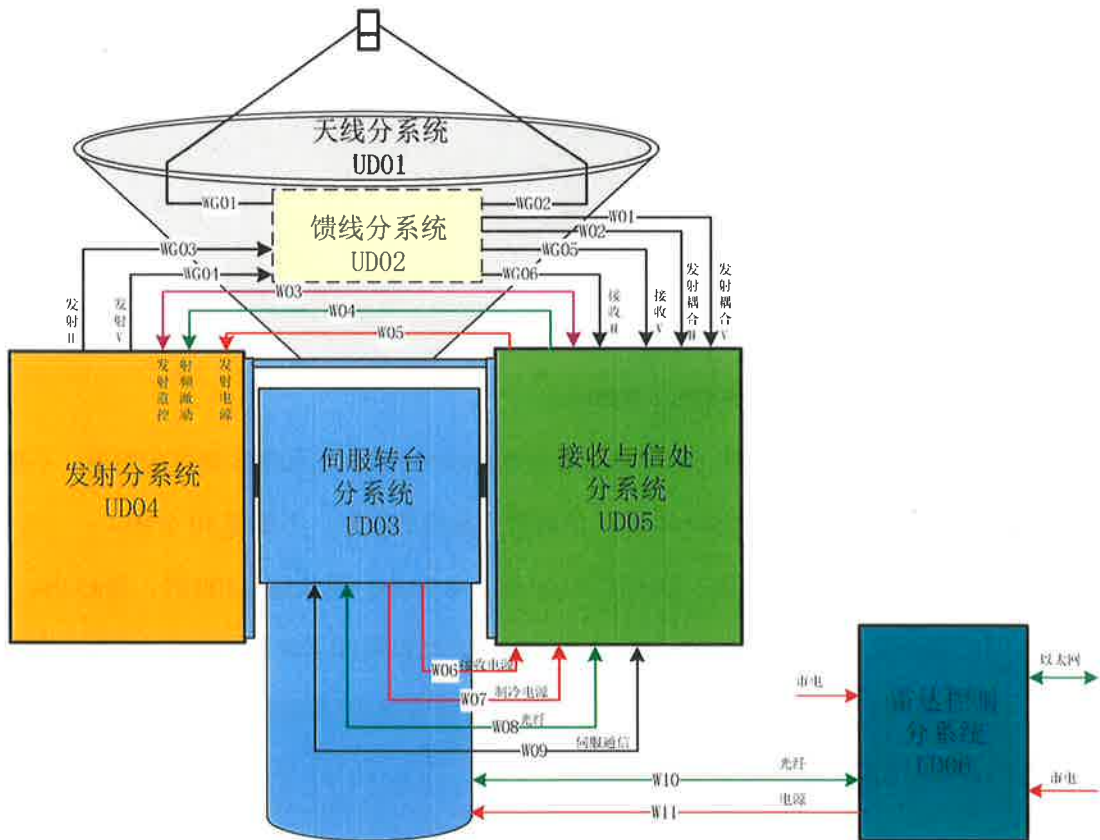 天线分系统
UD01
WG01
WG02
馈线分系统
UD02
W01
W02
WG03
WG05
WG04
WG06
W03
W04
W05
发射H
发射V
接收H
接收V
发射耦合H
发射耦合V
发射监控
射频激励
发射电源
发射分系统
UD04
伺服转台
分系统
UD03
接收与信处
分系统
UD05
W06 接收电源
W07 制冷电源
W08 光纤
W09 伺服通信
市电
以太网
雷达控制
分系统
UD06
光纤
W10
市电
电源
W11